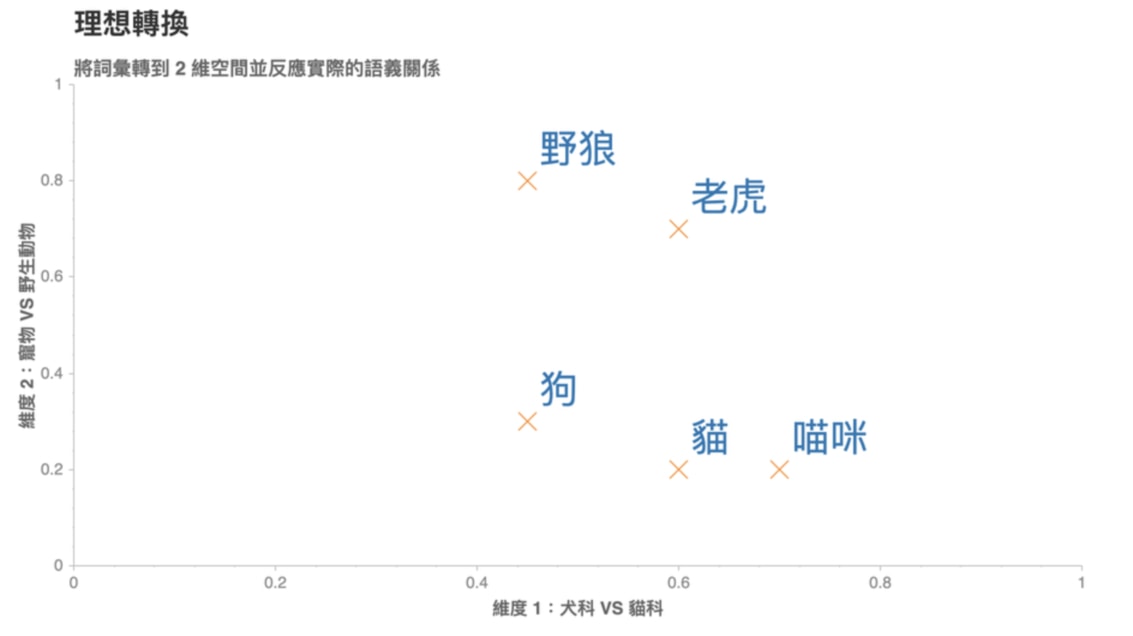 理想轉換
將詞彙轉到 2 維空間並反應實際的語義關係
1
野狼
0.8
老虎
0.6
維度 2：寵物 VS 野生動物
0.4
狗
貓
喵咪
0.2
0
0
0.2
0.4
0.6
0.8
1
維度 1：犬科 VS 貓科